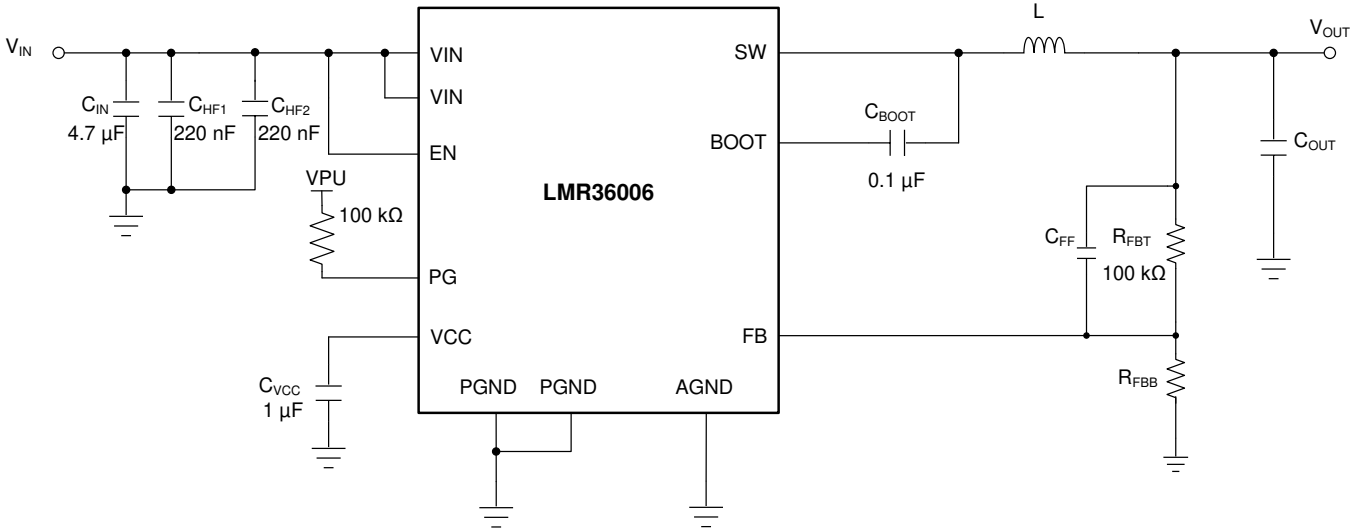 L
V_IN
VIN
SW
V_OUT
VIN
C_IN
4.7 µF
C_HF1
220 nF
C_HF2
220 nF
C_BOOT
0.1 µF
BOOT
C_OUT
EN
VPU
100 kΩ
LMR36006
C_FF
R_FBT
100 kΩ
PG
VCC
FB
C_VCC
1 µF
PGND
PGND
AGND
R_FBB